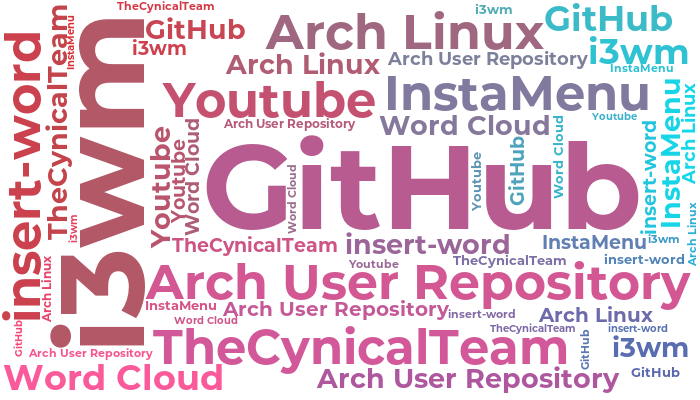 TheCynicalTeam
i3wm
GitHub
GitHub
Arch Linux
i3wm
i3wm
InstaMenu
insert-word
TheCynicalTeam
i3wm
Arch Linux
Arch User Repository
InstaMenu
Youtube
InstaMenu
InstaMenu
Arch Linux
Arch User Repository
Word Cloud
Youtube
Youtube
Youtube
Word Cloud
GitHub
Word Cloud
Youtube
GitHub
Word Cloud
insert-word
i3wm
TheCynicalTeam
insert-word
InstaMenu
i3wm
Arch Linux
Youtube
TheCynicalTeam
insert-word
Arch Linux
Arch User Repository
InstaMenu
Arch User Repository
insert-word
Arch Linux
Word Cloud
TheCynicalTeam
insert-word
GitHub
Arch User Repository
TheCynicalTeam
GitHub
i3wm
Word Cloud
Arch User Repository
GitHub